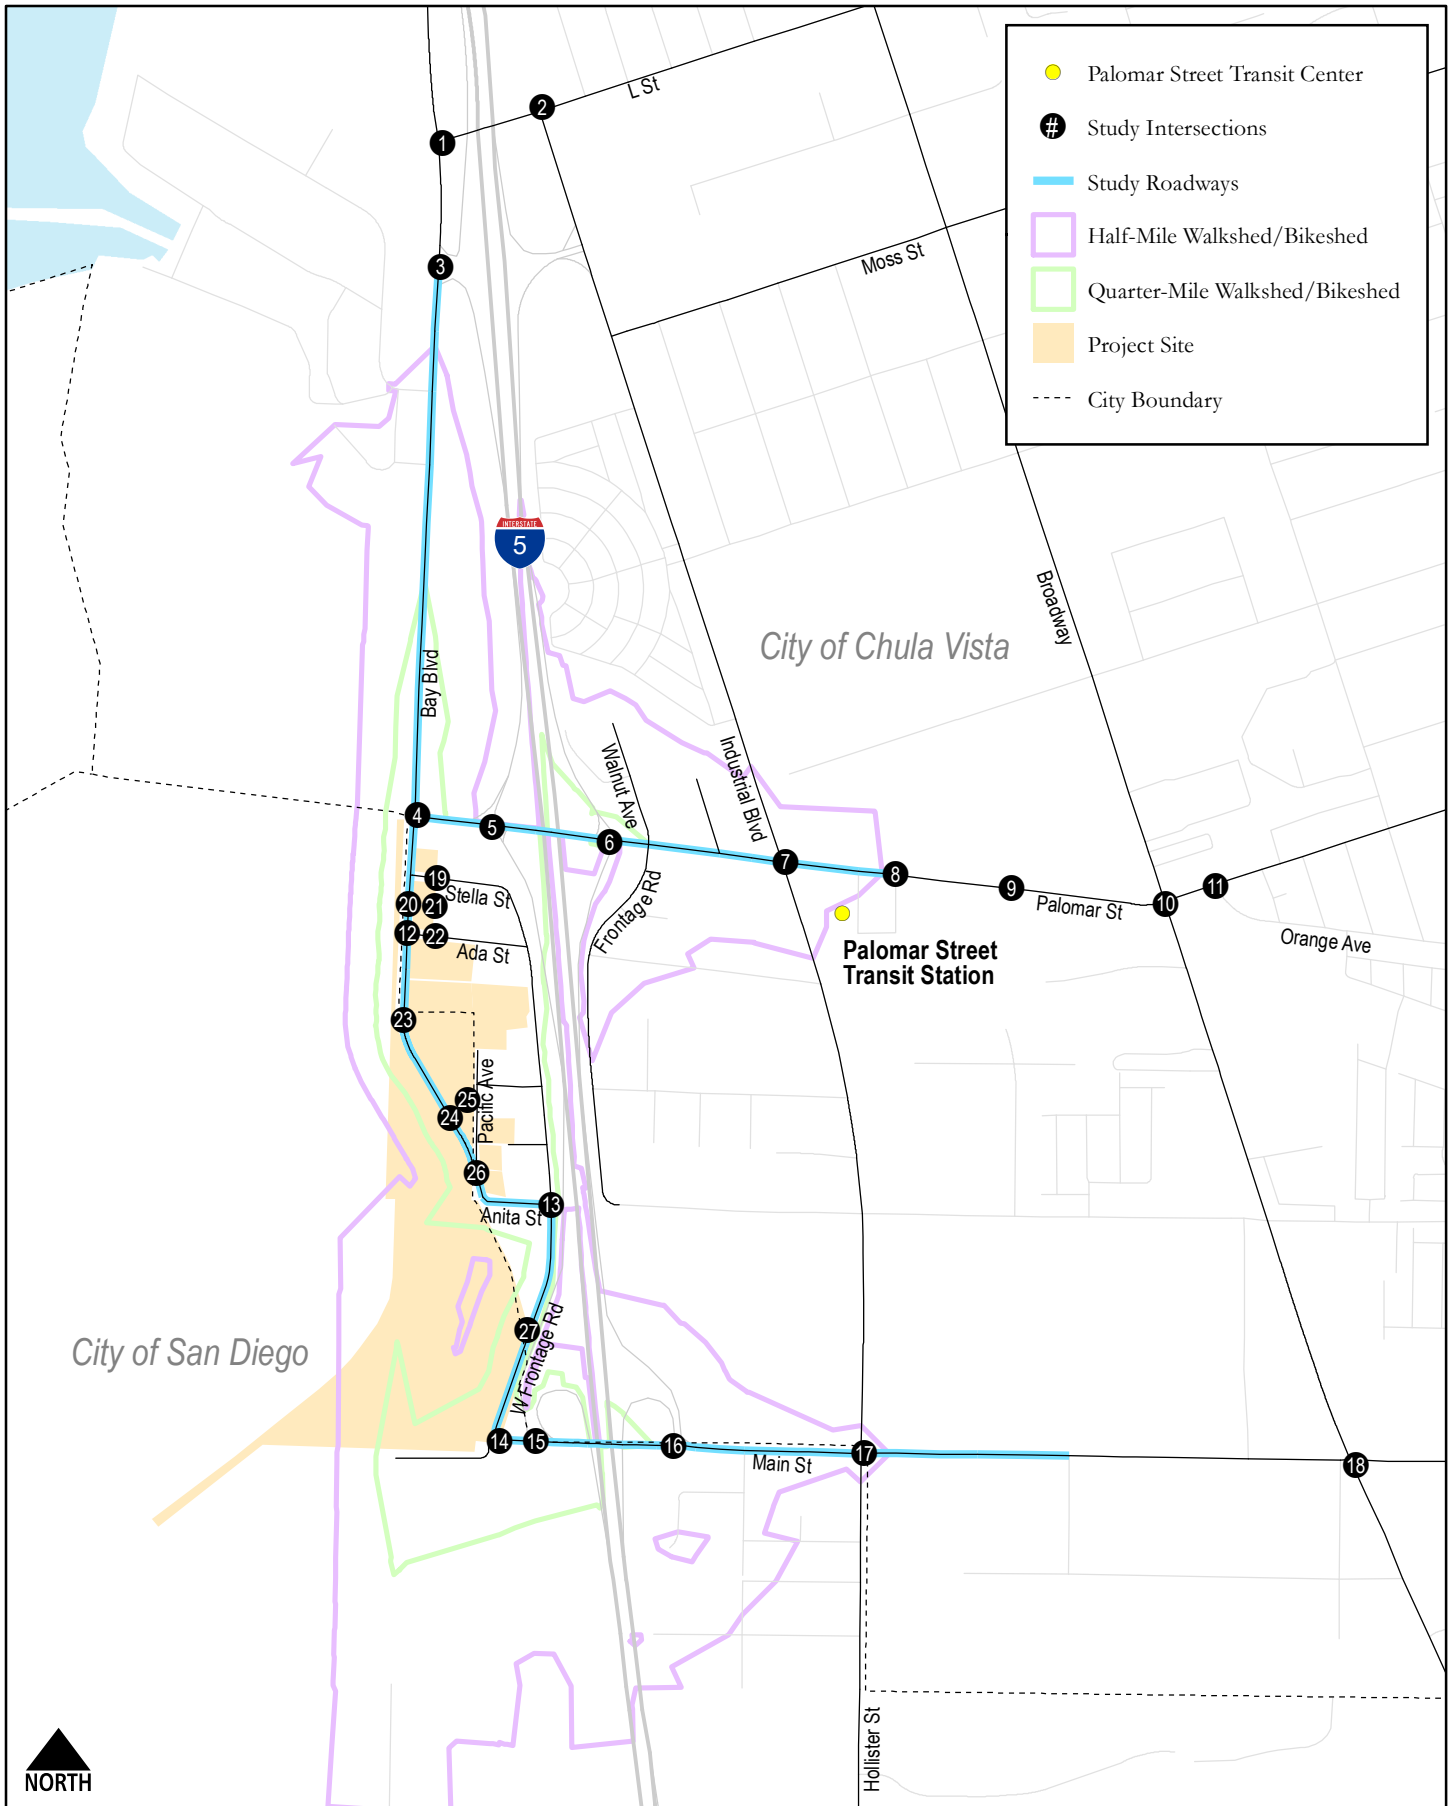 Palomar Street Transit Center
# Study Intersections
Study Roadways
Half-Mile Walkshed/Bikeshed
Quarter-Mile Walkshed/Bikeshed
Project Site
City Boundary
L St
2
1
Moss St
3
INTERSTATE
5
Broadway
City of Chula Vista
Bay Blvd
Industrial Blvd
Walnut Ave
4
5
6
7
8
9
10
11
Palomar St
Orange Ave
19
Stella St
20
21
12
22
Ada St
Frontage Rd
Palomar Street
Transit Station
23
Pacific Ave
25
24
26
13
Anita St
City of San Diego
27
W Frontage Rd
14
15
16
17
18
Main St
Hollister St
NORTH